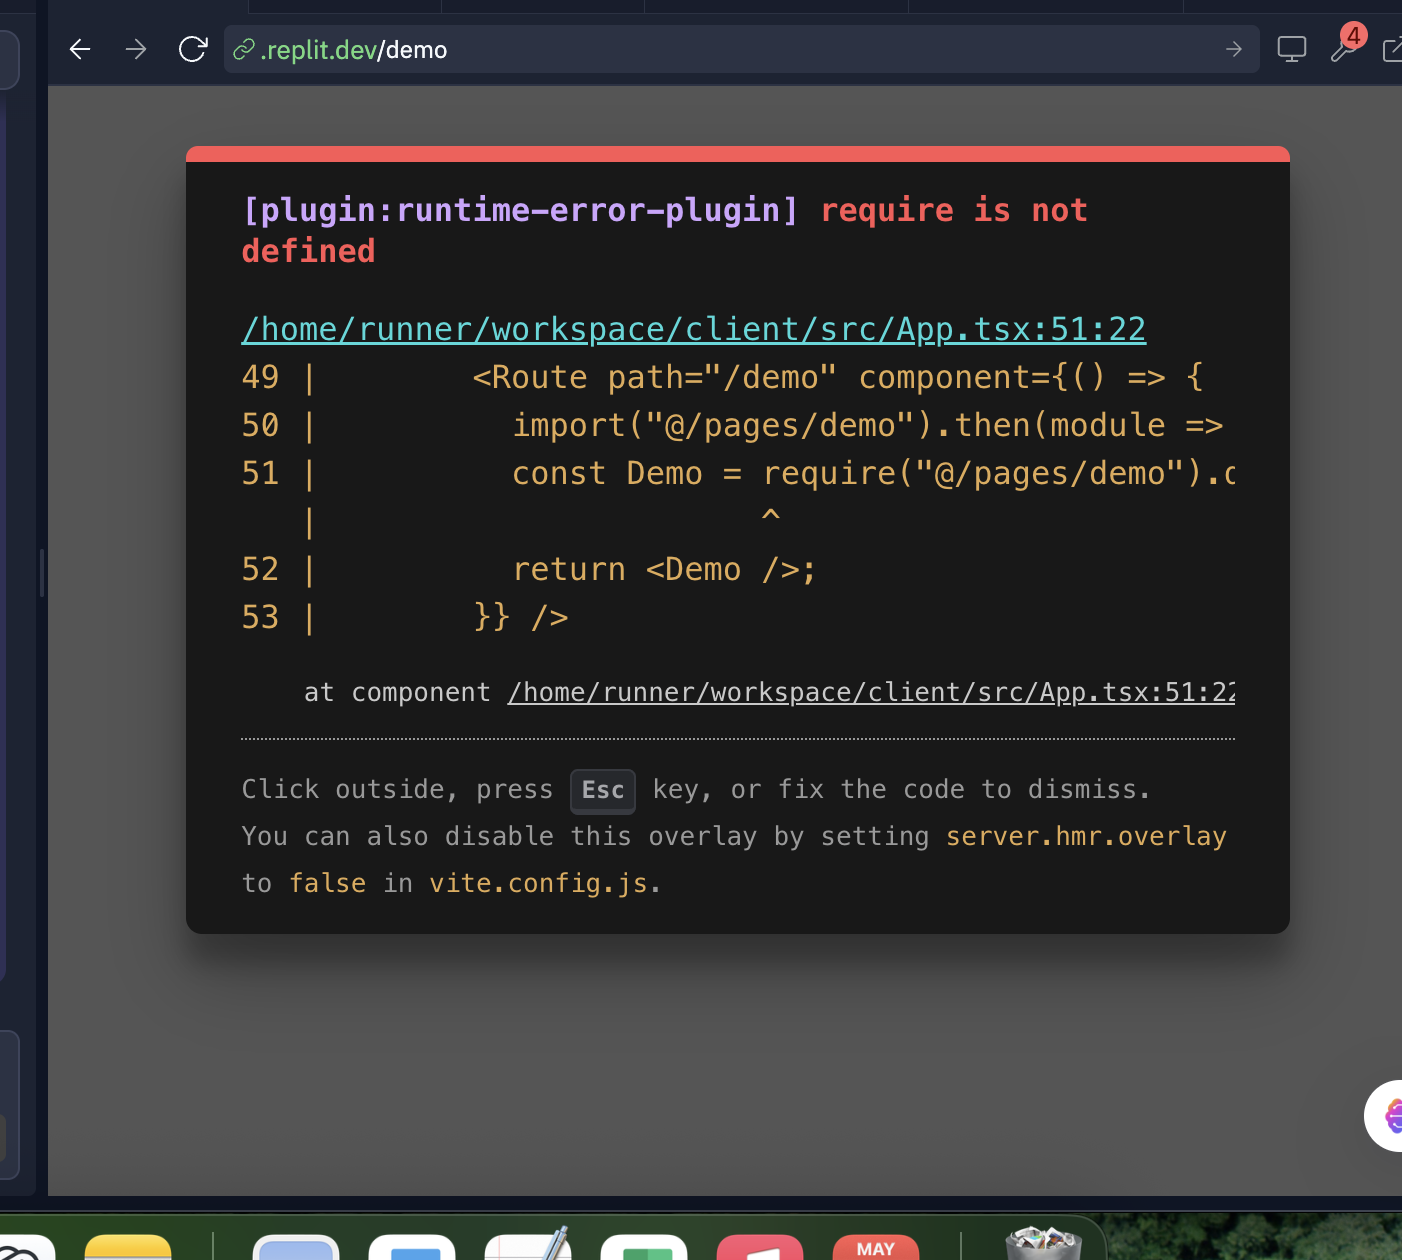 .replit.dev/demo
4
[plugin:runtime-error-plugin] require is not
defined
/home/runner/workspace/client/src/App.tsx:51:22
49 |        <Route path="/demo" component={() => {
50 |          import("@/pages/demo").then(module =>
51 |          const Demo = require("@/pages/demo").
   |                       ^
52 |          return <Demo />;
53 |        }} />
at component /home/runner/workspace/client/src/App.tsx:51:22
Click outside, press Esc key, or fix the code to dismiss.
You can also disable this overlay by setting server.hmr.overlay
to false in vite.config.js.
MAY